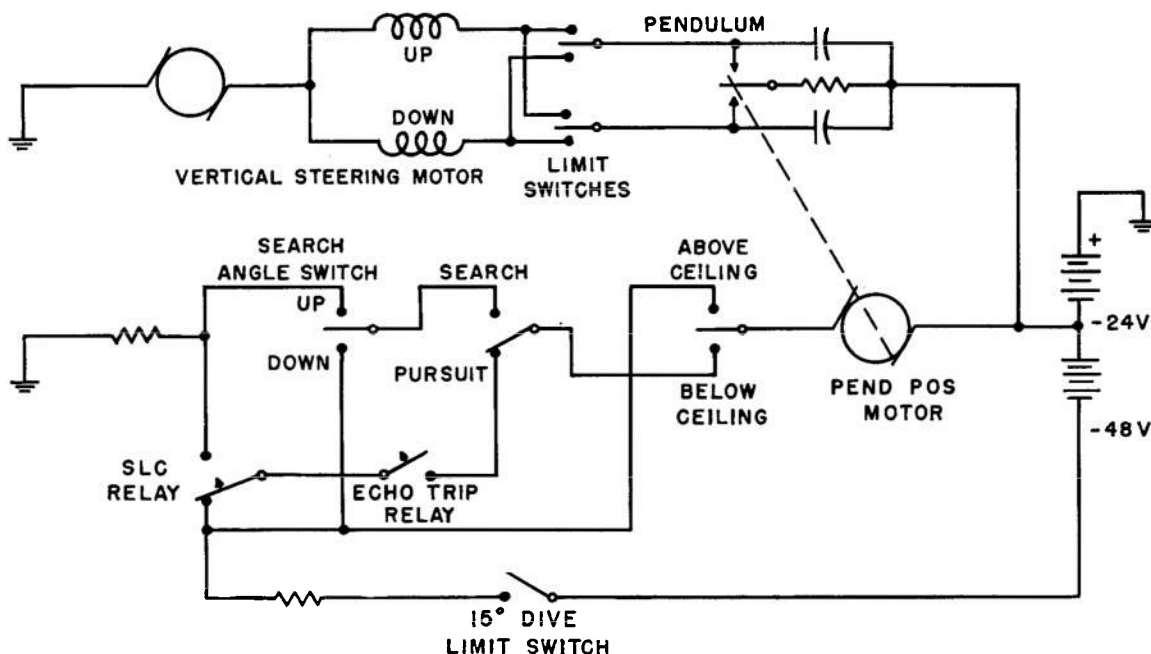 PENDULUM
UP
DOWN
VERTICAL STEERING MOTOR
LIMIT
SWITCHES
SEARCH
ANGLE SWITCH
UP
DOWN
SEARCH
PURSUIT
ABOVE
CEILING
BELOW
CEILING
+
-24V
PEND POS
MOTOR
-48V
SLC
RELAY
ECHO TRIP
RELAY
15° DIVE
LIMIT SWITCH